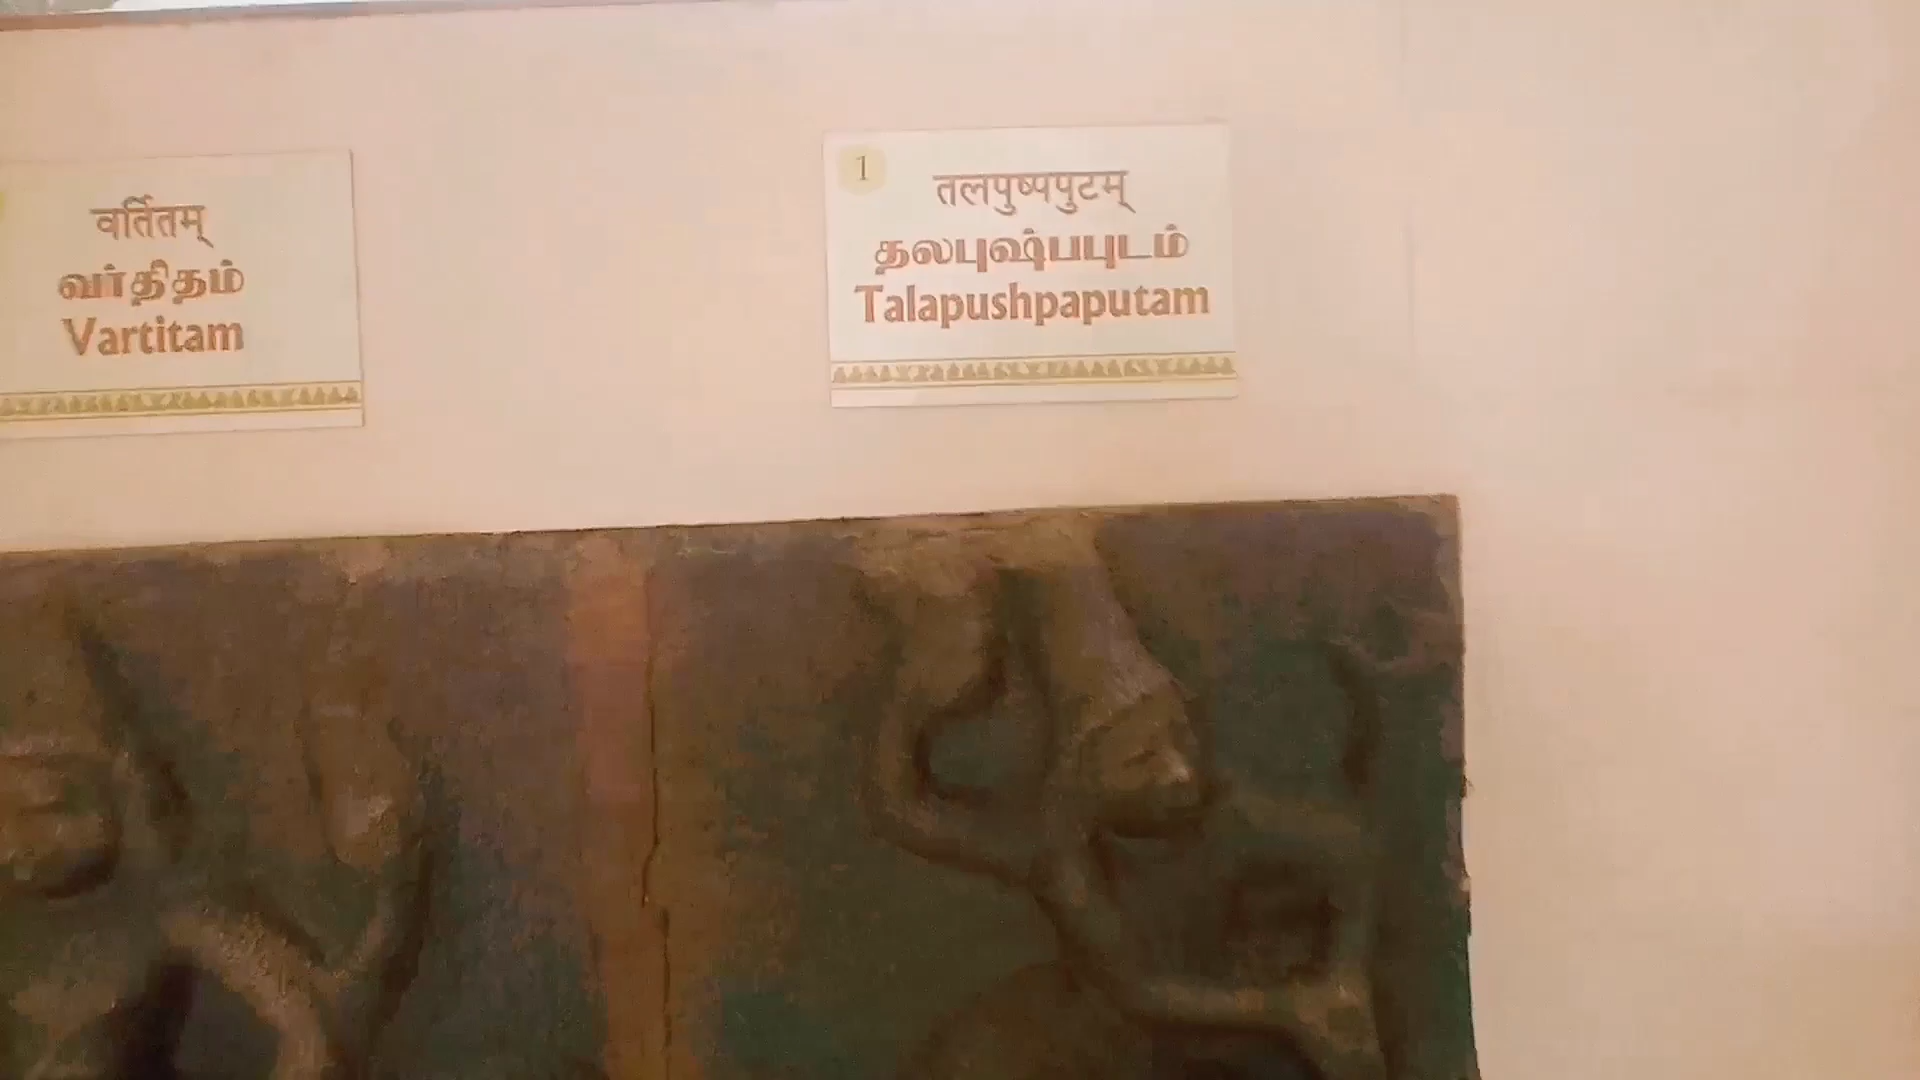 वर्तितम्
வர்திதம்
Vartitam
1
तलपुष्पपुटम्
தலபுஷ்பபுடம்
Talapushpaputam